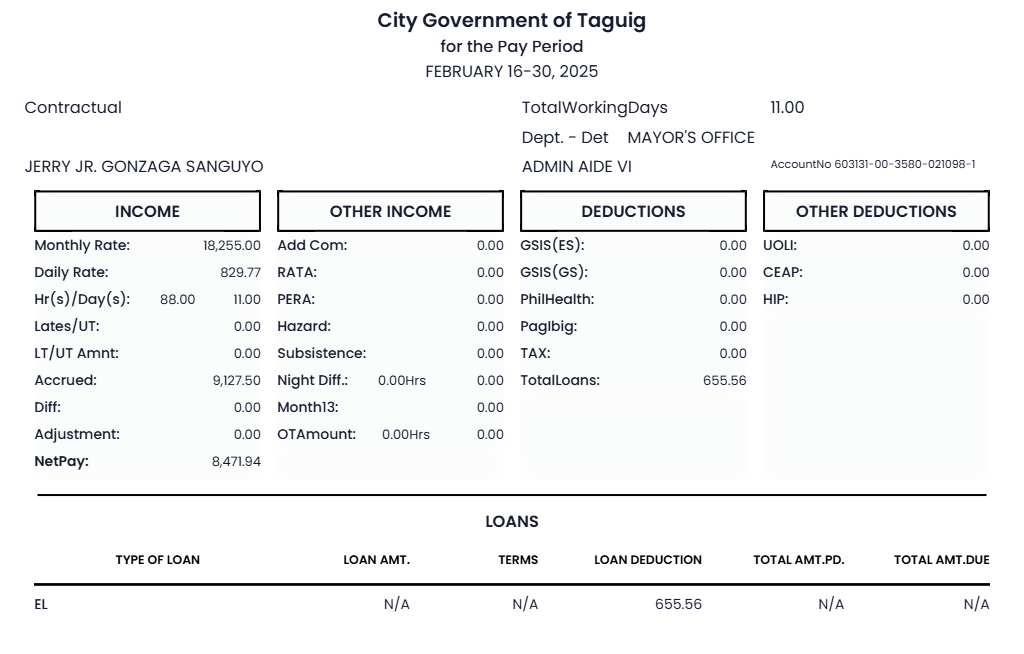 City Government of Taguig
for the Pay Period
FEBRUARY 16-30, 2025
Contractual TotalWorkingDays 11.00
Dept. - Det MAYOR'S OFFICE
JERRY JR. GONZAGA SANGUYO ADMIN AIDE VI AccountNo 603131-00-3580-021098-1
INCOME OTHER INCOME DEDUCTIONS OTHER DEDUCTIONS
Monthly Rate: 18,255.00 Add Com: 0.00 GSIS(ES): 0.00 UOLI: 0.00
Daily Rate: 829.77 RATA: 0.00 GSIS(GS): 0.00 CEAP: 0.00
Hr(s)/Day(s): 88.00 11.00 PERA: 0.00 PhilHealth: 0.00 HIP: 0.00
Lates/UT: 0.00 Hazard: 0.00 PagIbig: 0.00
LT/UT Amnt: 0.00 Subsistence: 0.00 TAX: 0.00
Accrued: 9,127.50 Night Diff.: 0.00Hrs 0.00 TotalLoans: 655.56
Diff: 0.00 Month13: 0.00
Adjustment: 0.00 OTAmount: 0.00Hrs 0.00
NetPay: 8,471.94
LOANS
TYPE OF LOAN LOAN AMT. TERMS LOAN DEDUCTION TOTAL AMT.PD. TOTAL AMT.DUE
EL N/A N/A 655.56 N/A N/A